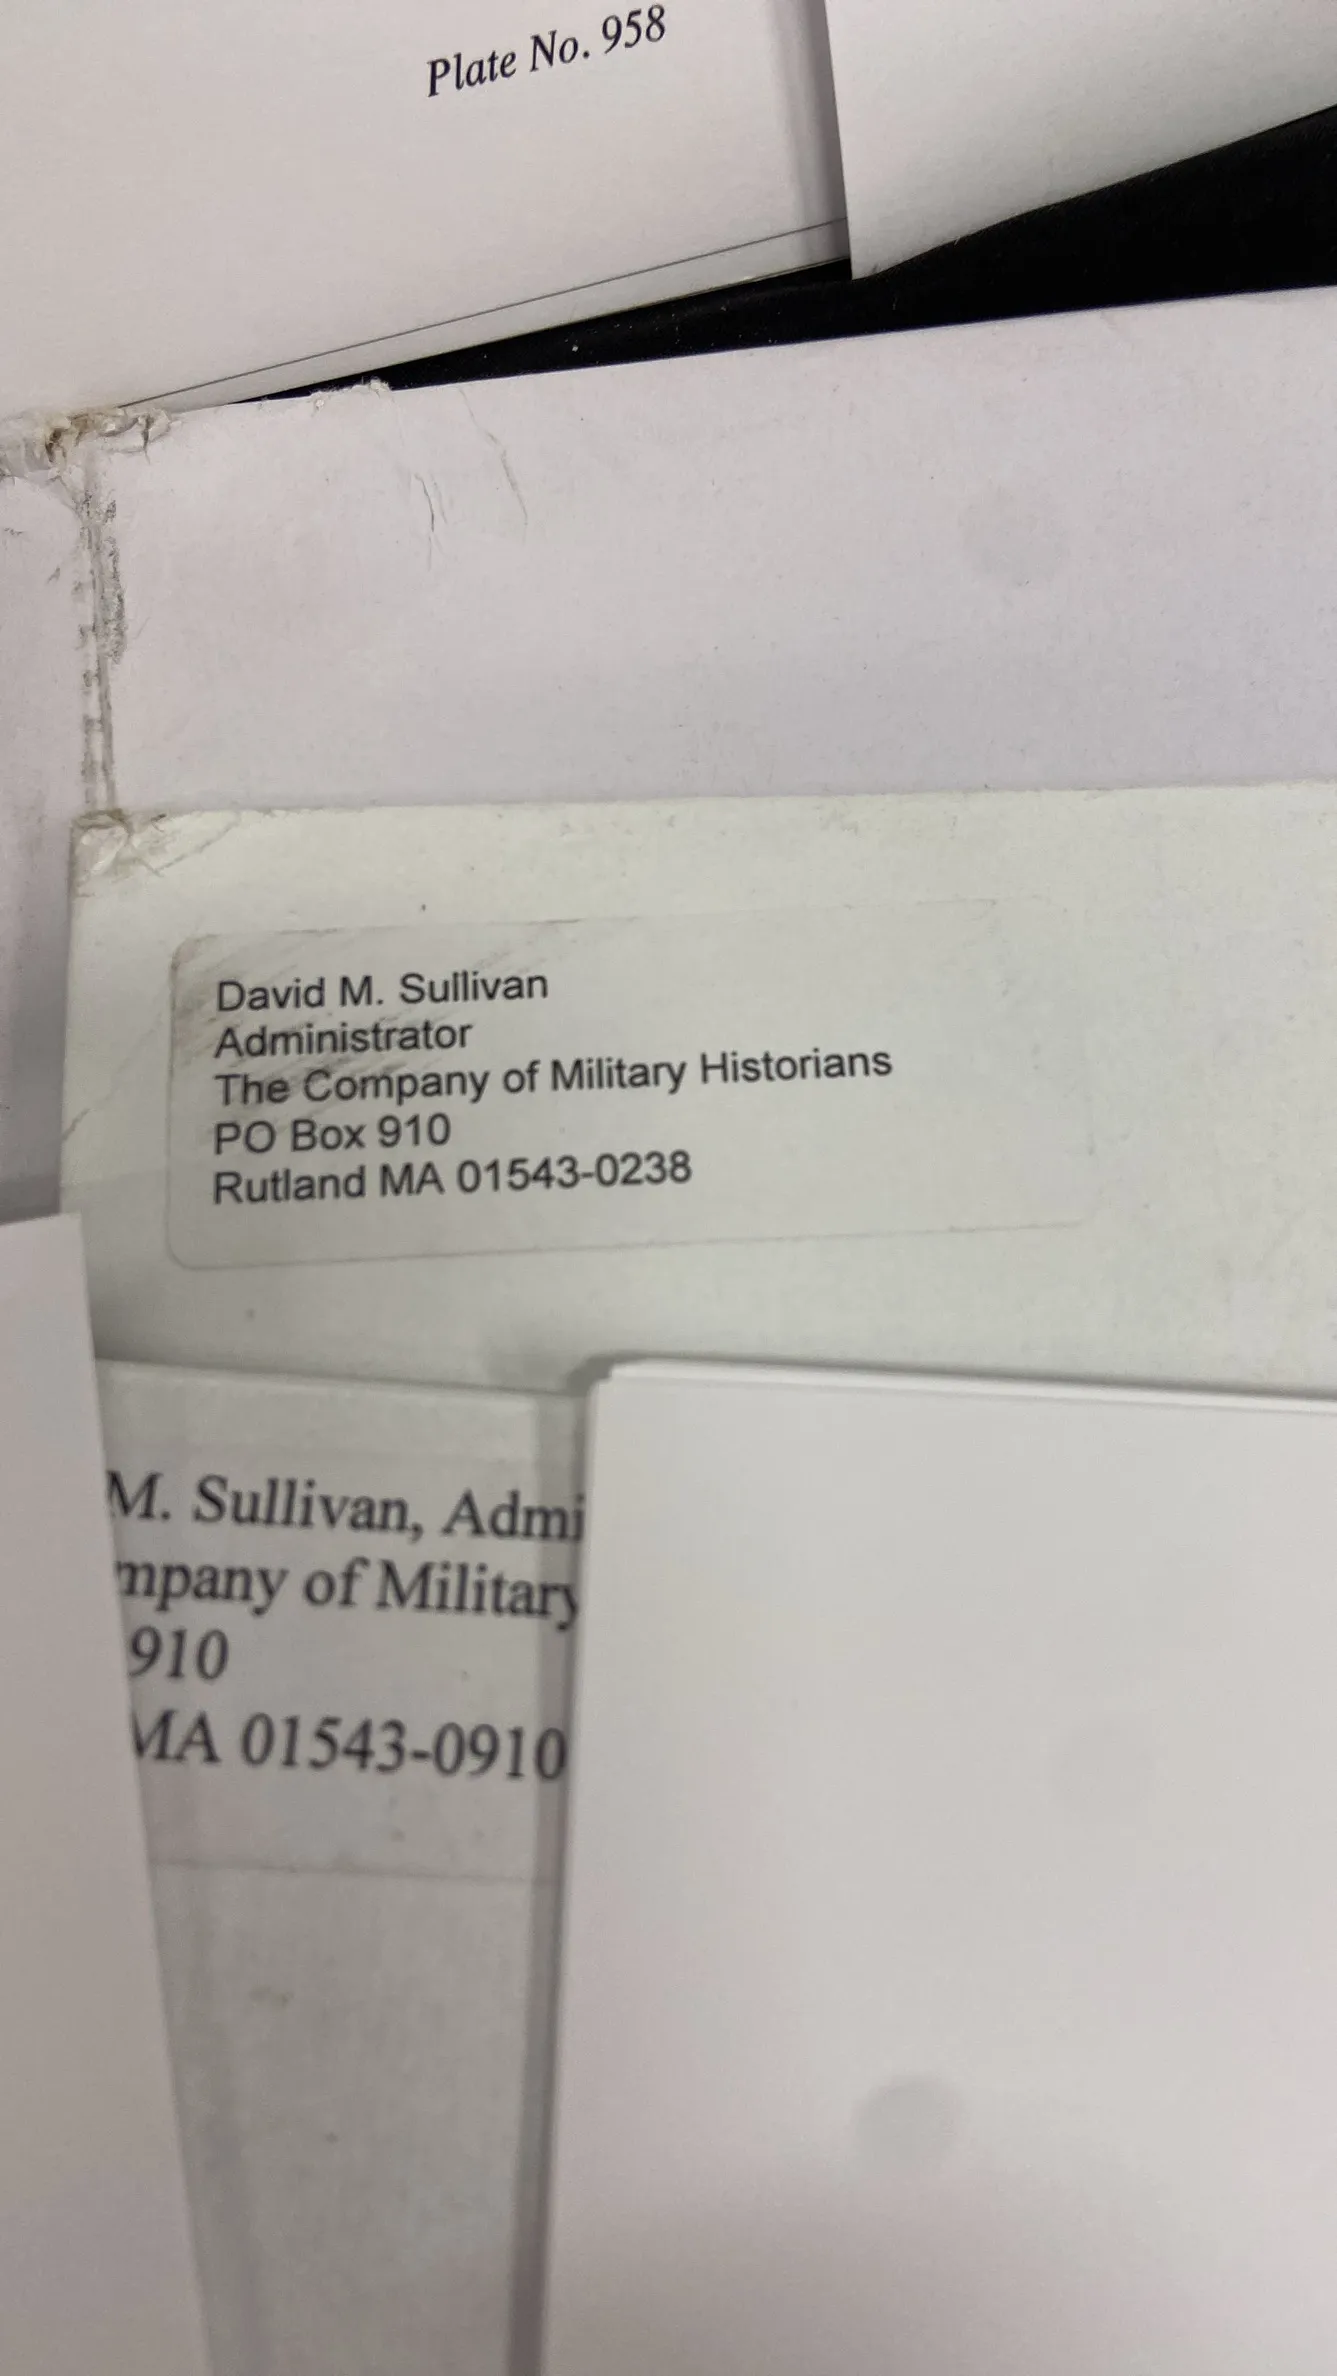 Plate No. 958
David M. Sullivan
Administrator
The Company of Military Historians
PO Box 910
Rutland MA 01543-0238
M. Sullivan, Admi
mpany of Military
910
MA 01543-0910